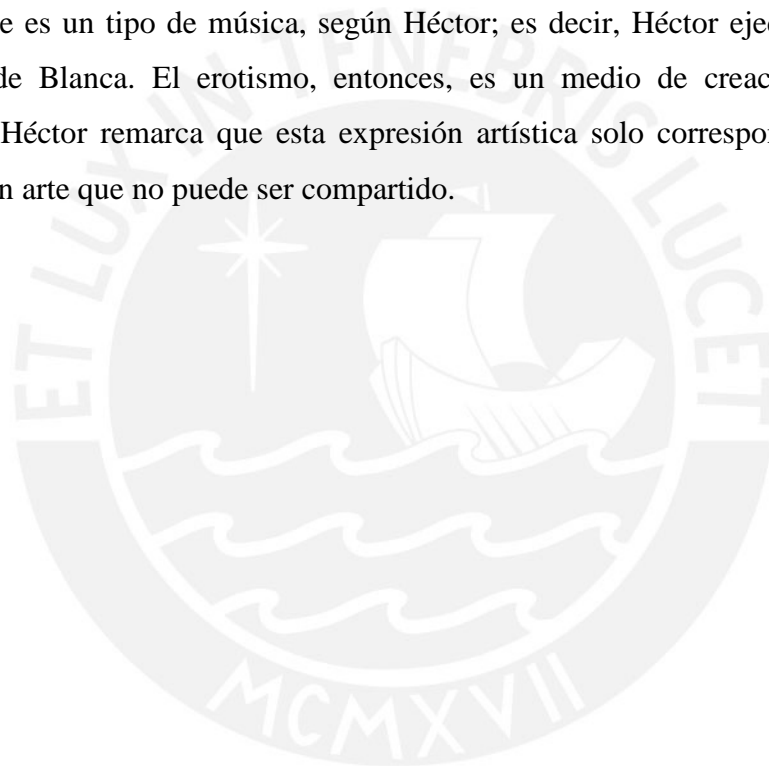 e es un tipo de música, según Héctor; es decir, Héctor ejec
de Blanca. El erotismo, entonces, es un medio de creac
Héctor remarca que esta expresión artística solo correspo
n arte que no puede ser compartido.
ET LUX IN TENEBRIS LUCET
MCMXVII